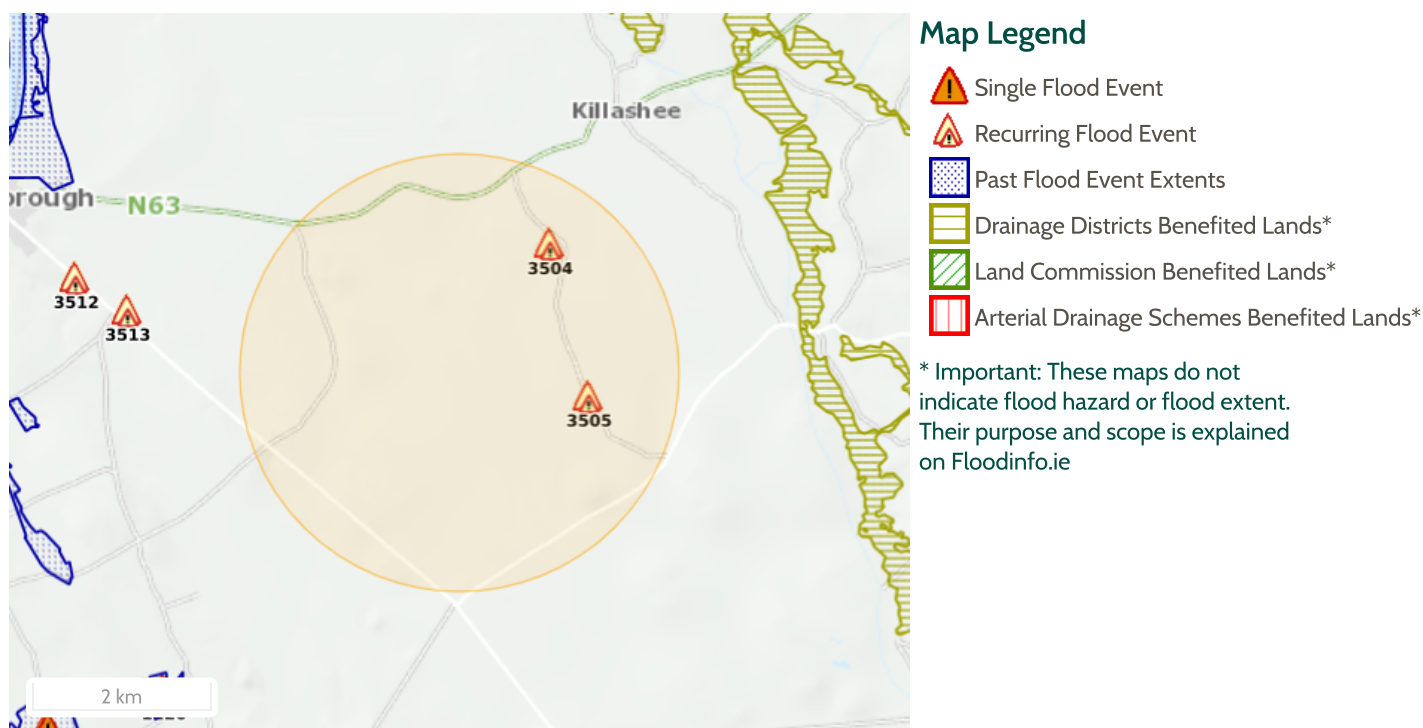 Killashee
rough
N63
3504
3512
3513
3505
2 km
Map Legend
Single Flood Event
Recurring Flood Event
Past Flood Event Extents
Drainage Districts Benefited Lands*
Land Commission Benefited Lands*
Arterial Drainage Schemes Benefited Lands*
* Important: These maps do not
indicate flood hazard or flood extent.
Their purpose and scope is explained
on Floodinfo.ie